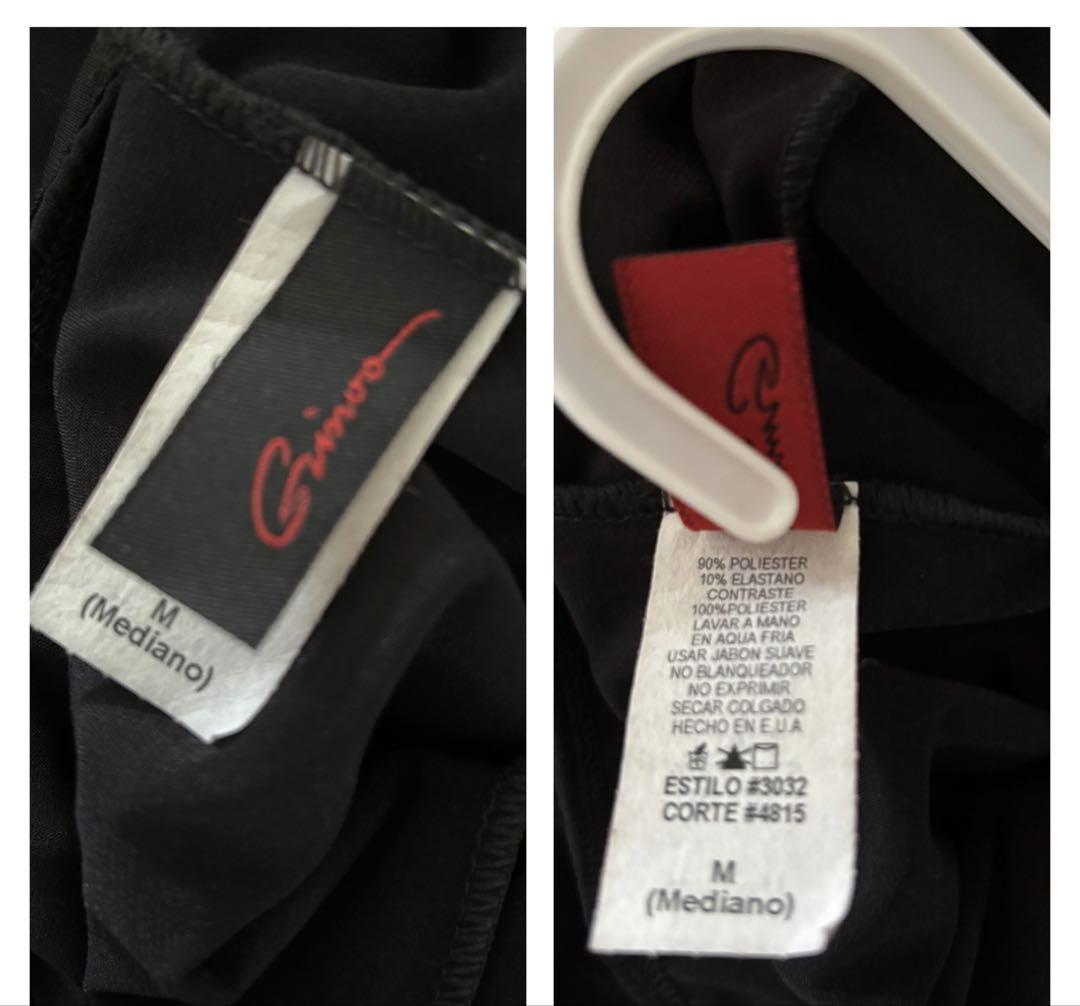 M
(Mediano)
90% POLIESTER
10% ELASTANO
CONTRASTE
100%POLIESTER
LAVAR A MANO
EN AQUA FRIA
USAR JABON SUAVE
NO BLANQUEADOR
NO EXPRIMIR
SECAR COLGADO
HECHO EN E.U.A
ESTILO #3032
CORTE #4815
M
(Mediano)